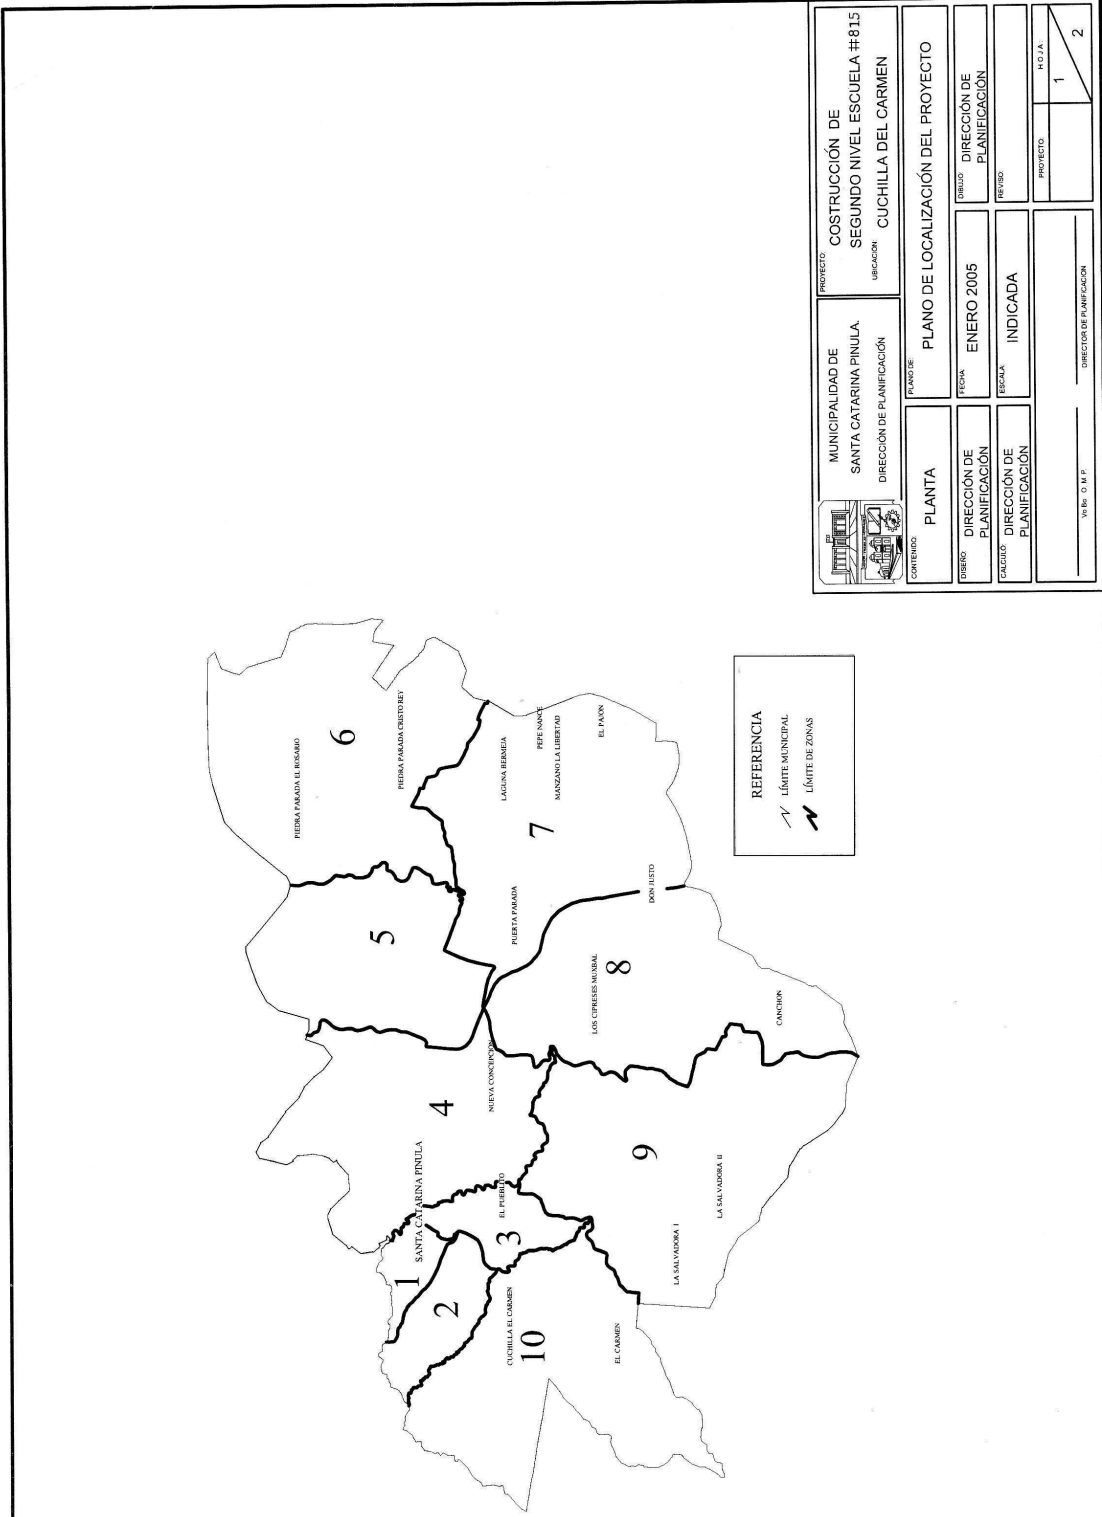 PIEDRA PARADA EL ROSARIO
6
PIEDRA PARADA CRISTO REY
5
LAGUNA BERMEJA
PEPE NANCE
MANZANO LA LIBERTAD
EL PAJON
7
PUERTA PARADA
DON JUSTO
4
NUEVA CONCEPCIÓN
LOS CIPRESES MUXBAL
8
CANCHON
SANTA CATARINA PINULA
1
EL PUEBLITO
3
2
9
LA SALVADORA II
LA SALVADORA I
CUCHILLA EL CARMEN
10
EL CARMEN
REFERENCIA
LÍMITE MUNICIPAL
LÍMITE DE ZONAS
MUNICIPALIDAD DE
SANTA CATARINA PINULA.
DIRECCIÓN DE PLANIFICACIÓN
PROYECTO:
COSTRUCCIÓN DE
SEGUNDO NIVEL ESCUELA #815
UBICACIÓN:
CUCHILLA DEL CARMEN
CONTENIDO:
PLANTA
PLANO DE:
PLANO DE LOCALIZACIÓN DEL PROYECTO
DISEÑO:
DIRECCIÓN DE
PLANIFICACIÓN
FECHA:
ENERO 2005
DIBUJO:
DIRECCIÓN DE
PLANIFICACIÓN
CALCULÓ:
DIRECCIÓN DE
PLANIFICACIÓN
ESCALA:
INDICADA
REVISO:
Vo Bo O. M. P.
DIRECTOR DE PLANIFICACION
PROYECTO:
HOJA:
1
2